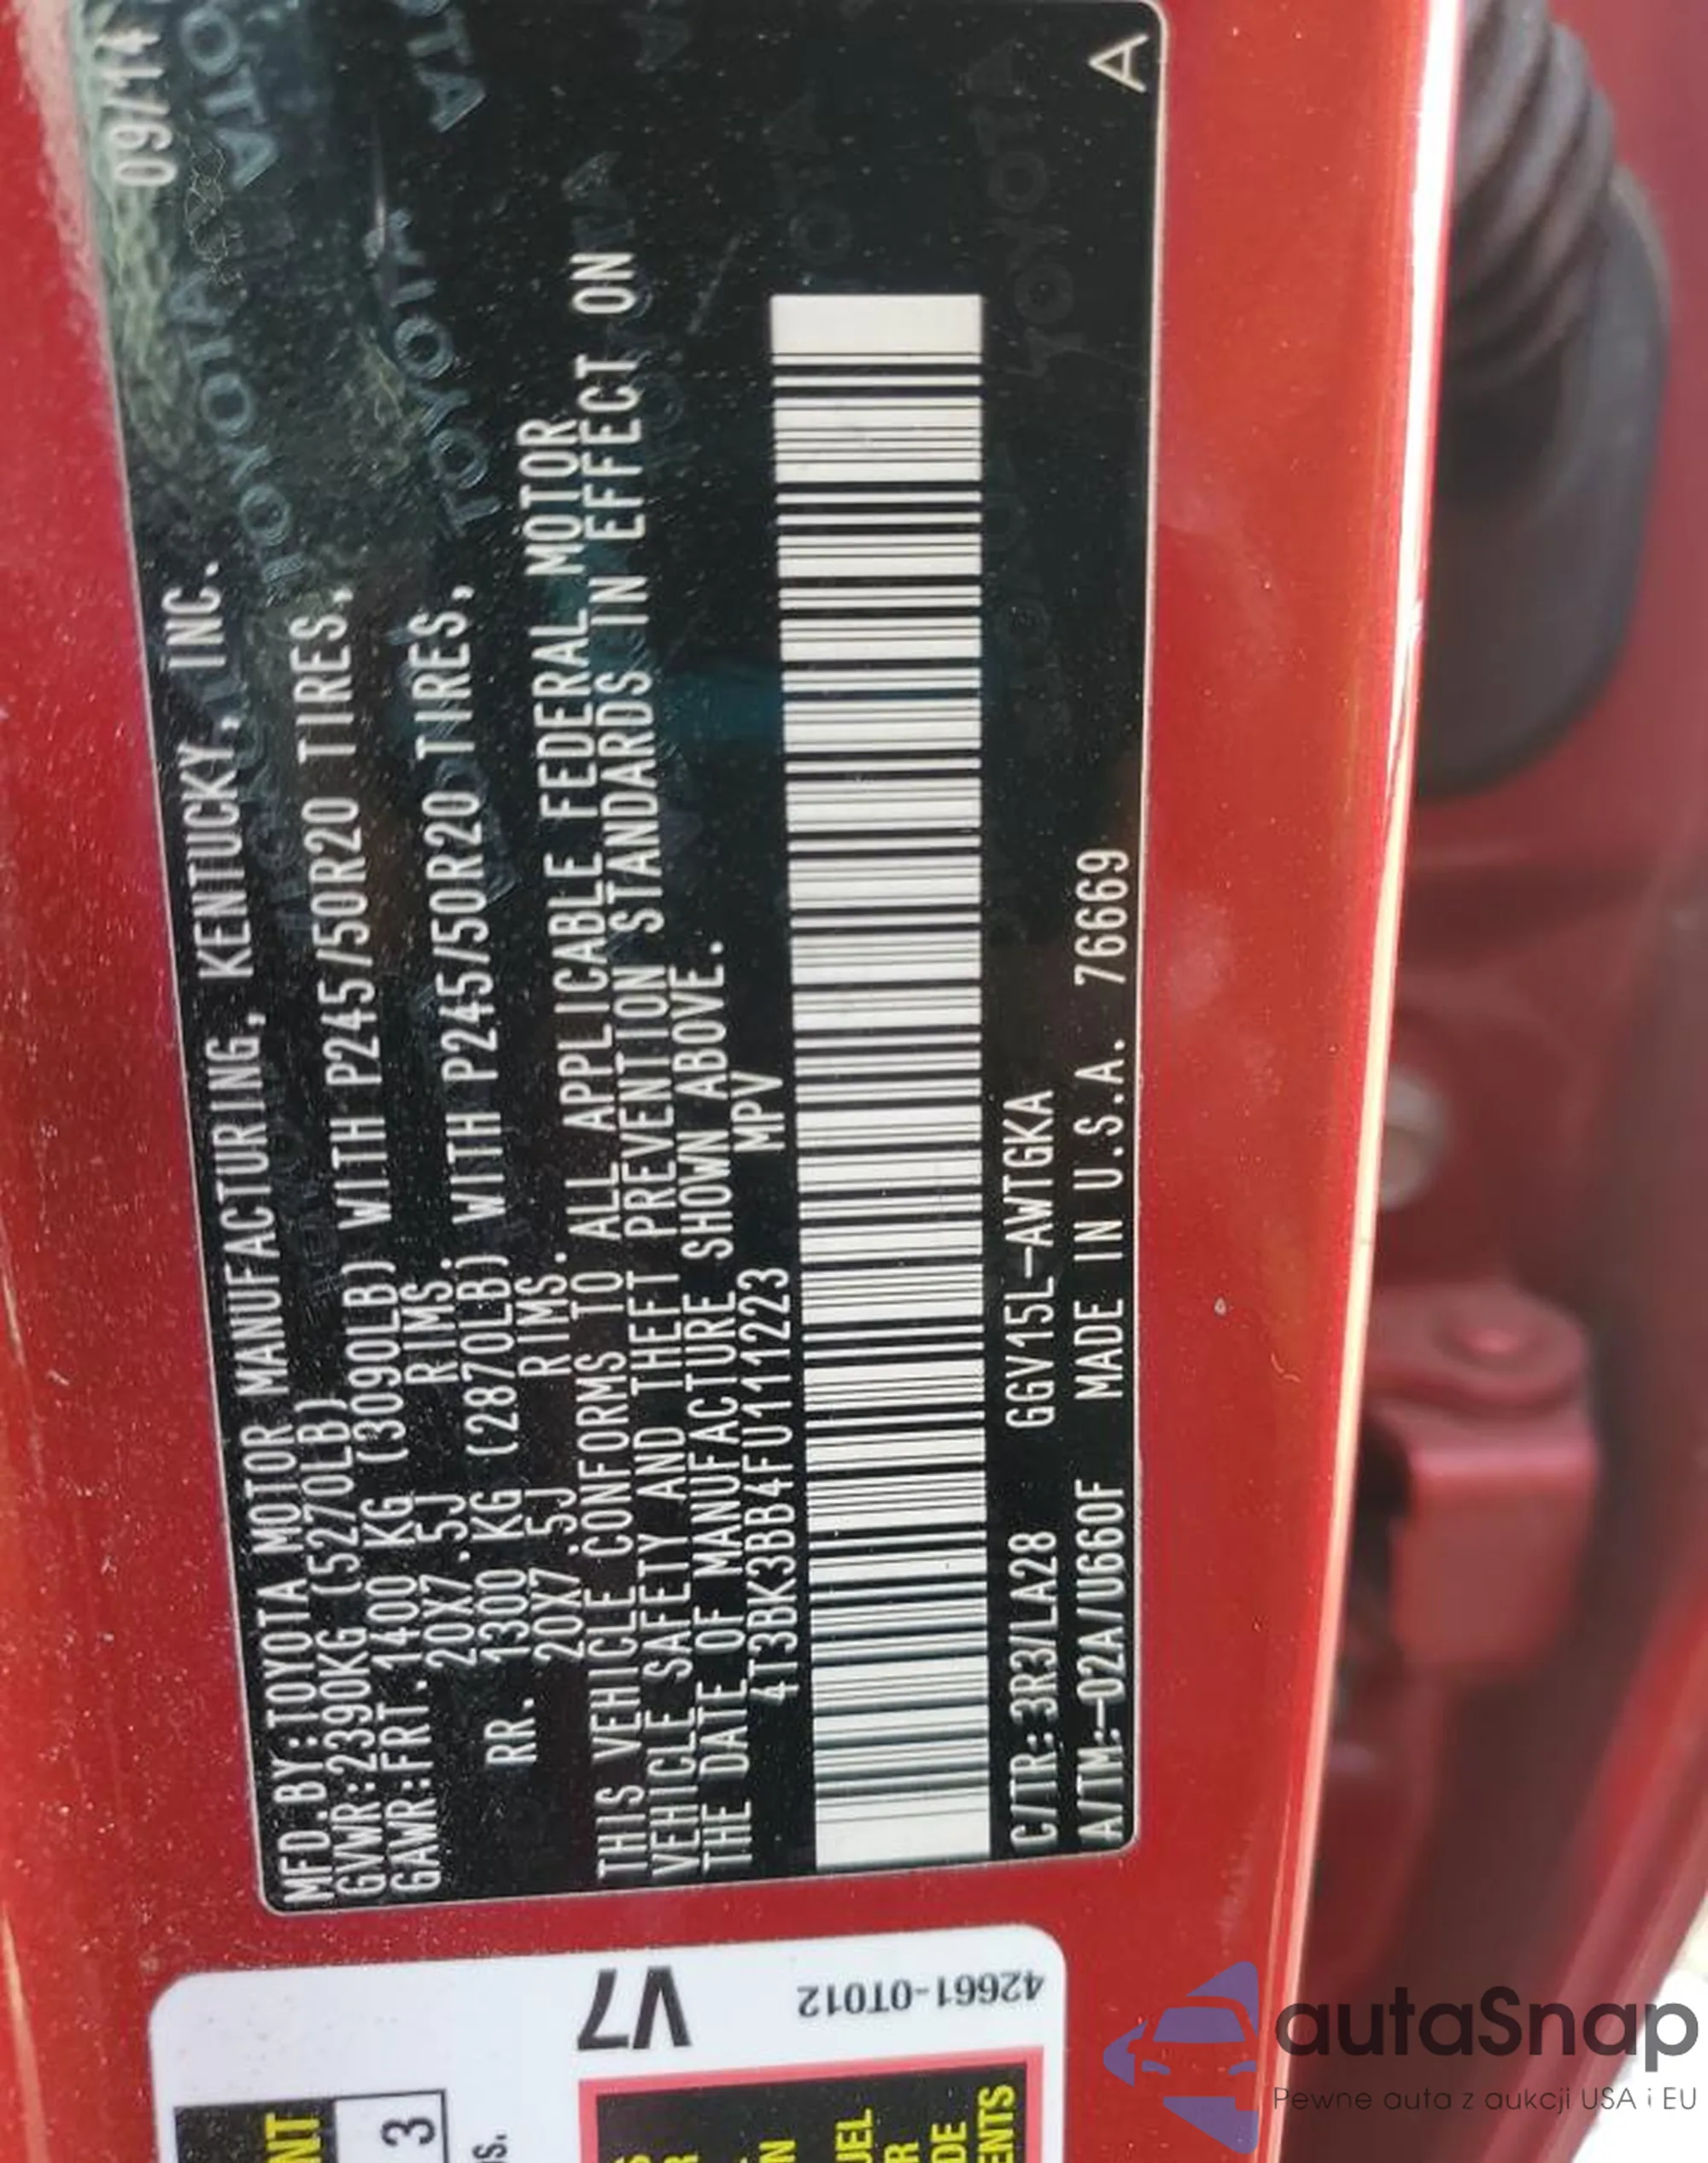 09/14
MFD.BY:TOYOTA MOTOR MANUFACTURING, KENTUCKY, INC.
GVWR:2390KG (5270LB)
GAWR:FRT. 1400 KG (3090LB) WITH P245/50R20 TIRES,
20X7.5J RIMS.
RR. 1300 KG (2870LB) WITH P245/50R20 TIRES,
20X7.5J RIMS.
THIS VEHICLE CONFORMS TO ALL APPLICABLE FEDERAL MOTOR
VEHICLE SAFETY AND THEFT PREVENTION STANDARDS IN EFFECT ON
THE DATE OF MANUFACTURE SHOWN ABOVE.
4T3BK3BB4FU111223 MPV
C/TR:3R3/LA28 GGV15L-AWTGKA
A/TM:-02A/U660F MADE IN U.S.A. 76669
A
V7
42661-0T012
3
autaSnap
Pewne auta z aukcji USA i EU